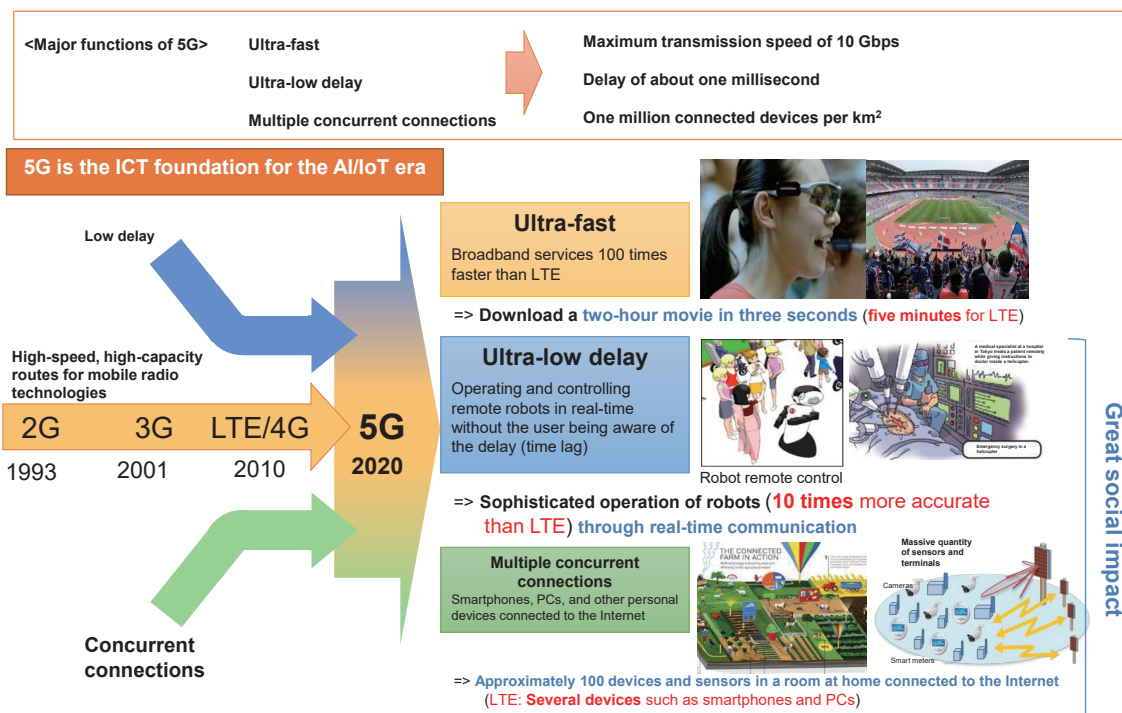 <Major functions of 5G>
Ultra-fast
Maximum transmission speed of 10 Gbps
Ultra-low delay
Delay of about one millisecond
Multiple concurrent connections
One million connected devices per km²
5G is the ICT foundation for the AI/IoT era
Low delay
High-speed, high-capacity
routes for mobile radio
technologies
2G
3G
LTE/4G
5G
1993
2001
2010
2020
Concurrent
connections
Ultra-fast
Broadband services 100 times
faster than LTE
=> Download a two-hour movie in three seconds (five minutes for LTE)
Ultra-low delay
Operating and controlling
remote robots in real-time
without the user being aware of
the delay (time lag)
Robot remote control
A medical specialist at a hospital
in Tokyo treats a patient remotely
while giving instructions to
doctor inside a helicopter.
Emergency surgery in a
helicopter
=> Sophisticated operation of robots (10 times more accurate
than LTE) through real-time communication
Multiple concurrent
connections
Smartphones, PCs, and other personal
devices connected to the Internet
THE CONNECTED
FARM IN ACTION
Massive quantity
of sensors and
terminals
Cameras
Smart meters
=> Approximately 100 devices and sensors in a room at home connected to the Internet
(LTE: Several devices such as smartphones and PCs)
Great social impact